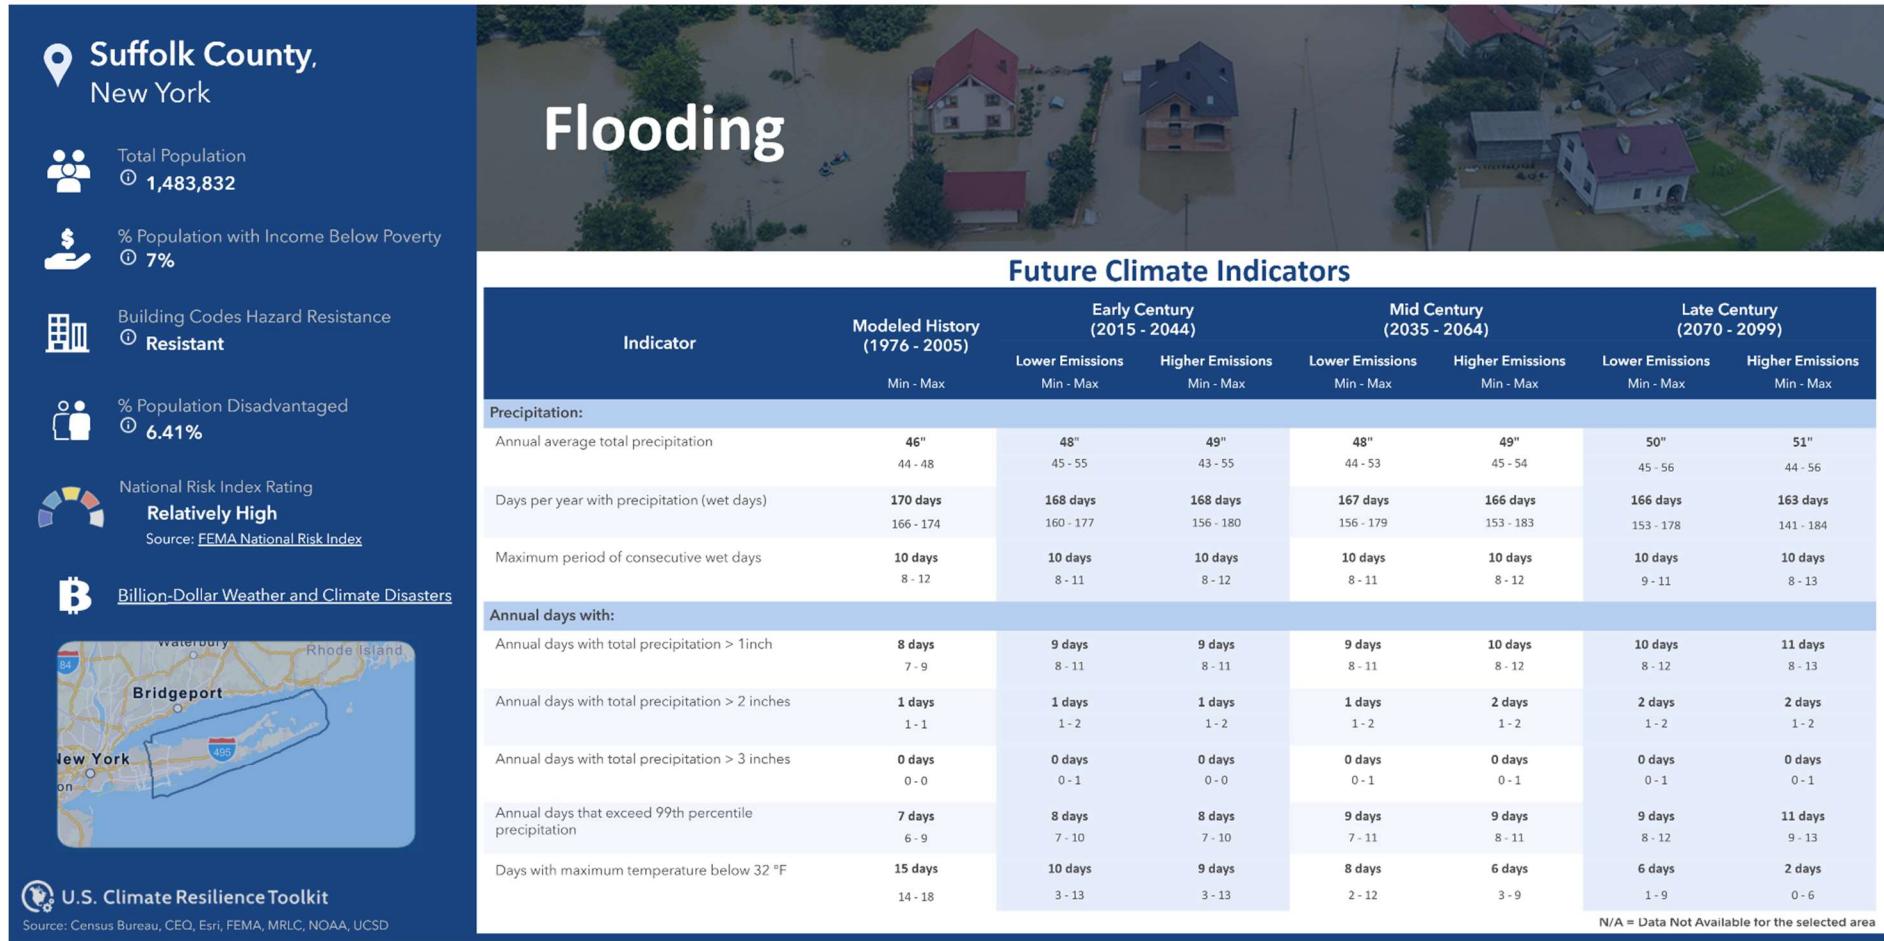 Suffolk County,
New York
Total Population
1,483,832
% Population with Income Below Poverty
7%
Building Codes Hazard Resistance
Resistant
% Population Disadvantaged
6.41%
National Risk Index Rating
Relatively High
Source: FEMA National Risk Index
Billion-Dollar Weather and Climate Disasters
Waterbury
Rhode Island
84
Bridgeport
495
New York
on
U.S. Climate Resilience Toolkit
Source: Census Bureau, CEQ, Esri, FEMA, MRLC, NOAA, UCSD
Flooding
Future Climate Indicators
Indicator
Modeled History
(1976 - 2005)
Early Century
(2015 - 2044)
Mid Century
(2035 - 2064)
Late Century
(2070 - 2099)
Lower Emissions Higher Emissions Lower Emissions Higher Emissions Lower Emissions Higher Emissions
Min - Max Min - Max Min - Max Min - Max Min - Max Min - Max Min - Max
Precipitation:
Annual average total precipitation 46" 48" 49" 48" 49" 50" 51"
44 - 48 45 - 55 43 - 55 44 - 53 45 - 54 45 - 56 44 - 56
Days per year with precipitation (wet days) 170 days 168 days 168 days 167 days 166 days 166 days 163 days
166 - 174 160 - 177 156 - 180 156 - 179 153 - 183 153 - 178 141 - 184
Maximum period of consecutive wet days 10 days 10 days 10 days 10 days 10 days 10 days 10 days
8 - 12 8 - 11 8 - 12 8 - 11 8 - 12 9 - 11 8 - 13
Annual days with:
Annual days with total precipitation > 1inch 8 days 9 days 9 days 9 days 10 days 10 days 11 days
7 - 9 8 - 11 8 - 11 8 - 11 8 - 12 8 - 12 8 - 13
Annual days with total precipitation > 2 inches 1 days 1 days 1 days 1 days 2 days 2 days 2 days
1 - 1 1 - 2 1 - 2 1 - 2 1 - 2 1 - 2 1 - 2
Annual days with total precipitation > 3 inches 0 days 0 days 0 days 0 days 0 days 0 days 0 days
0 - 0 0 - 1 0 - 0 0 - 1 0 - 1 0 - 1 0 - 1
Annual days that exceed 99th percentile
precipitation
7 days 8 days 8 days 9 days 9 days 9 days 11 days
6 - 9 7 - 10 7 - 10 7 - 11 8 - 11 8 - 12 9 - 13
Days with maximum temperature below 32 °F 15 days 10 days 9 days 8 days 6 days 6 days 2 days
14 - 18 3 - 13 3 - 13 2 - 12 3 - 9 1 - 9 0 - 6
N/A = Data Not Available for the selected area